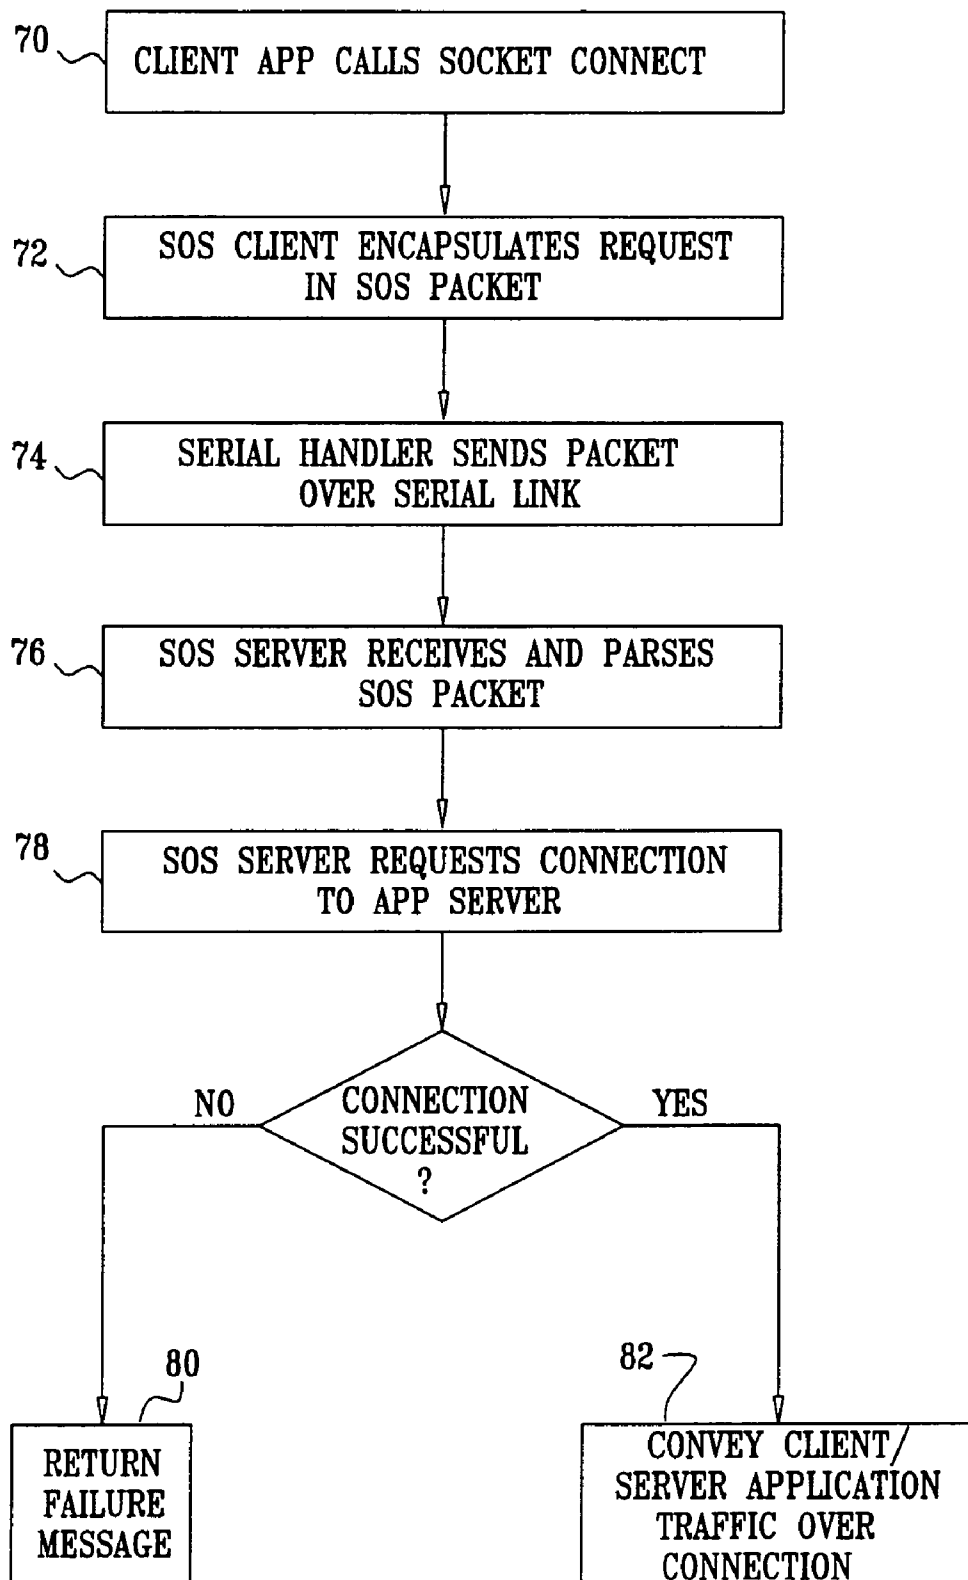 70
CLIENT APP CALLS SOCKET CONNECT
72
SOS CLIENT ENCAPSULATES REQUEST
IN SOS PACKET
74
SERIAL HANDLER SENDS PACKET
OVER SERIAL LINK
76
SOS SERVER RECEIVES AND PARSES
SOS PACKET
78
SOS SERVER REQUESTS CONNECTION
TO APP SERVER
NO
CONNECTION
SUCCESSFUL
?
YES
80
RETURN
FAILURE
MESSAGE
82
CONVEY CLIENT/
SERVER APPLICATION
TRAFFIC OVER
CONNECTION